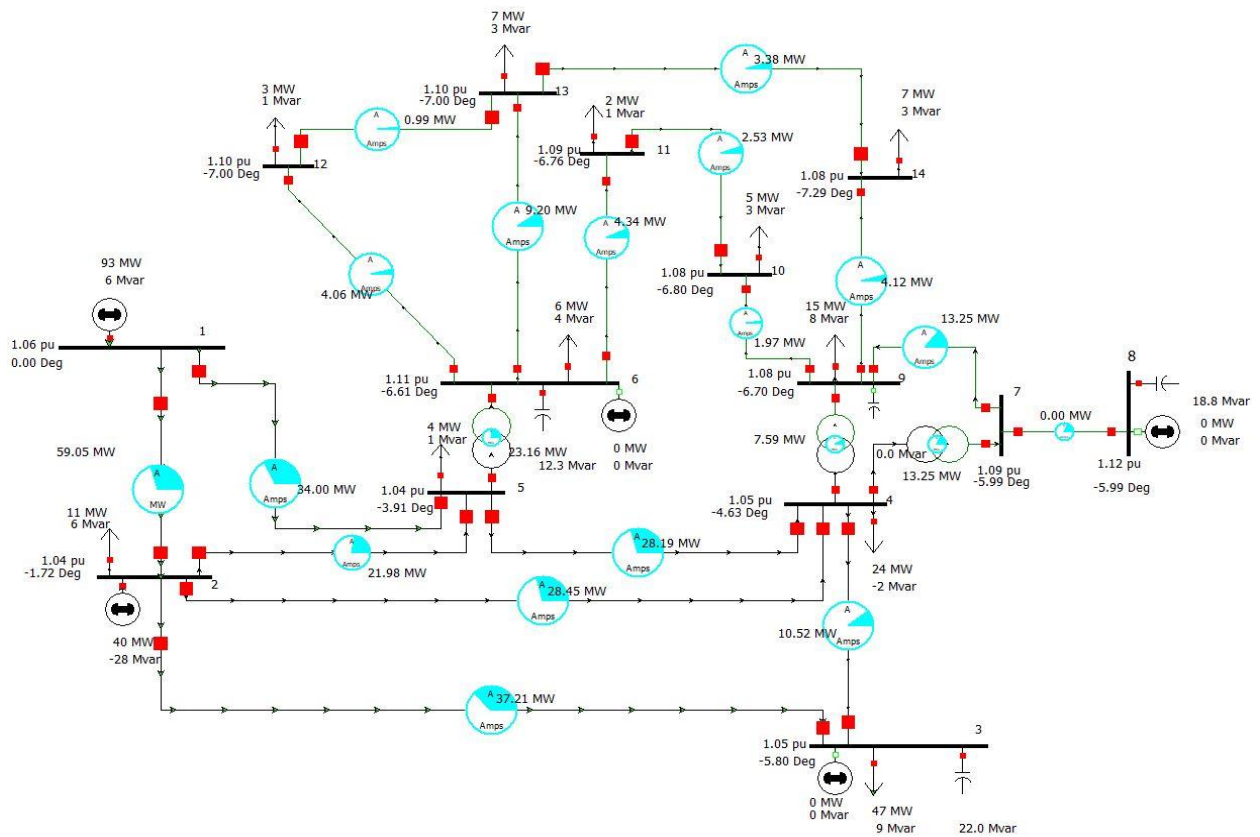 7 MW
3 Mvar
A
3.38 MW
Amps
1.10 pu
-7.00 Deg
13
3 MW
1 Mvar
A
0.99 MW
Amps
2 MW
1 Mvar
A
2.53 MW
Amps
7 MW
3 Mvar
1.10 pu
-7.00 Deg
12
1.09 pu
-6.76 Deg
11
1.08 pu
-7.29 Deg
14
A
9.20 MW
Amps
A
4.34 MW
Amps
5 MW
3 Mvar
1.08 pu
-6.80 Deg
10
A
4.06 MW
Amps
A
4.12 MW
Amps
93 MW
6 Mvar
6 MW
4 Mvar
A
1.97 MW
Amps
15 MW
8 Mvar
13.25 MW
A
Amps
1
1.06 pu
0.00 Deg
1.11 pu
-6.61 Deg
6
1.08 pu
-6.70 Deg
9
7
8
0.00 MW
18.8 Mvar
0 MW
0 Mvar
4 MW
1 Mvar
A
23.16 MW
12.3 Mvar
0 MW
0 Mvar
A
7.59 MW
0.0 Mvar
13.25 MW
1.09 pu
-5.99 Deg
1.12 pu
-5.99 Deg
59.05 MW
A
MW
A
34.00 MW
Amps
1.04 pu
-3.91 Deg
5
1.05 pu
-4.63 Deg
4
11 MW
6 Mvar
1.04 pu
-1.72 Deg
2
A
21.98 MW
Amps
A
28.19 MW
Amps
24 MW
-2 Mvar
A
28.45 MW
Amps
40 MW
-28 Mvar
A
10.52 MW
Amps
A
37.21 MW
Amps
1.05 pu
-5.80 Deg
3
0 MW
0 Mvar
47 MW
9 Mvar
22.0 Mvar